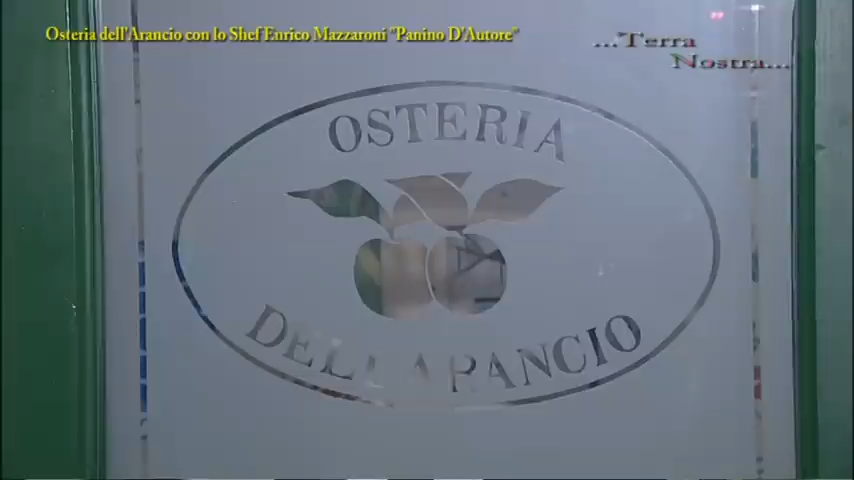 Osteria dell'Arancio con lo Shef Enrico Mazzaroni "Panino D'Autore"
...Terra
Nostra...
OSTERIA
DELL'ARANCIO